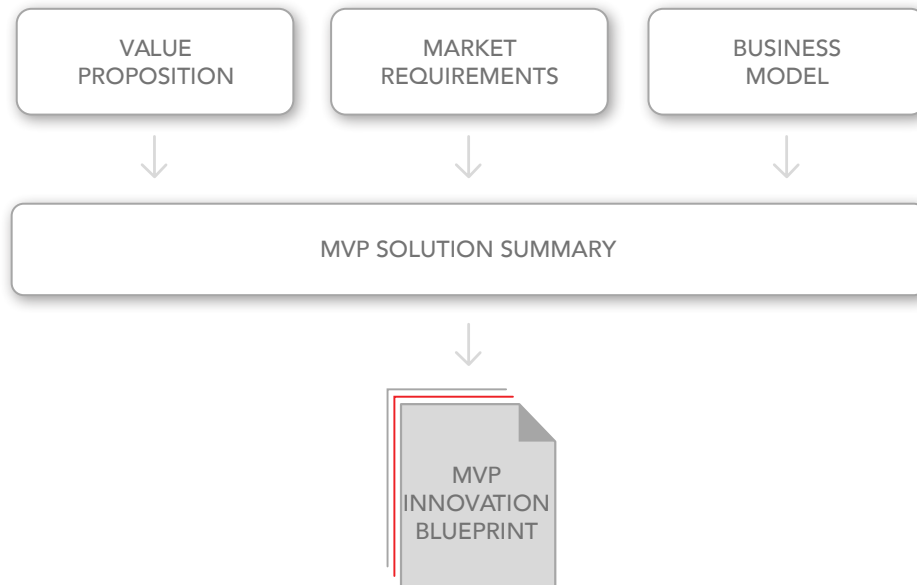 VALUE
PROPOSITION
MARKET
REQUIREMENTS
BUSINESS
MODEL
MVP SOLUTION SUMMARY
MVP
INNOVATION
BLUEPRINT